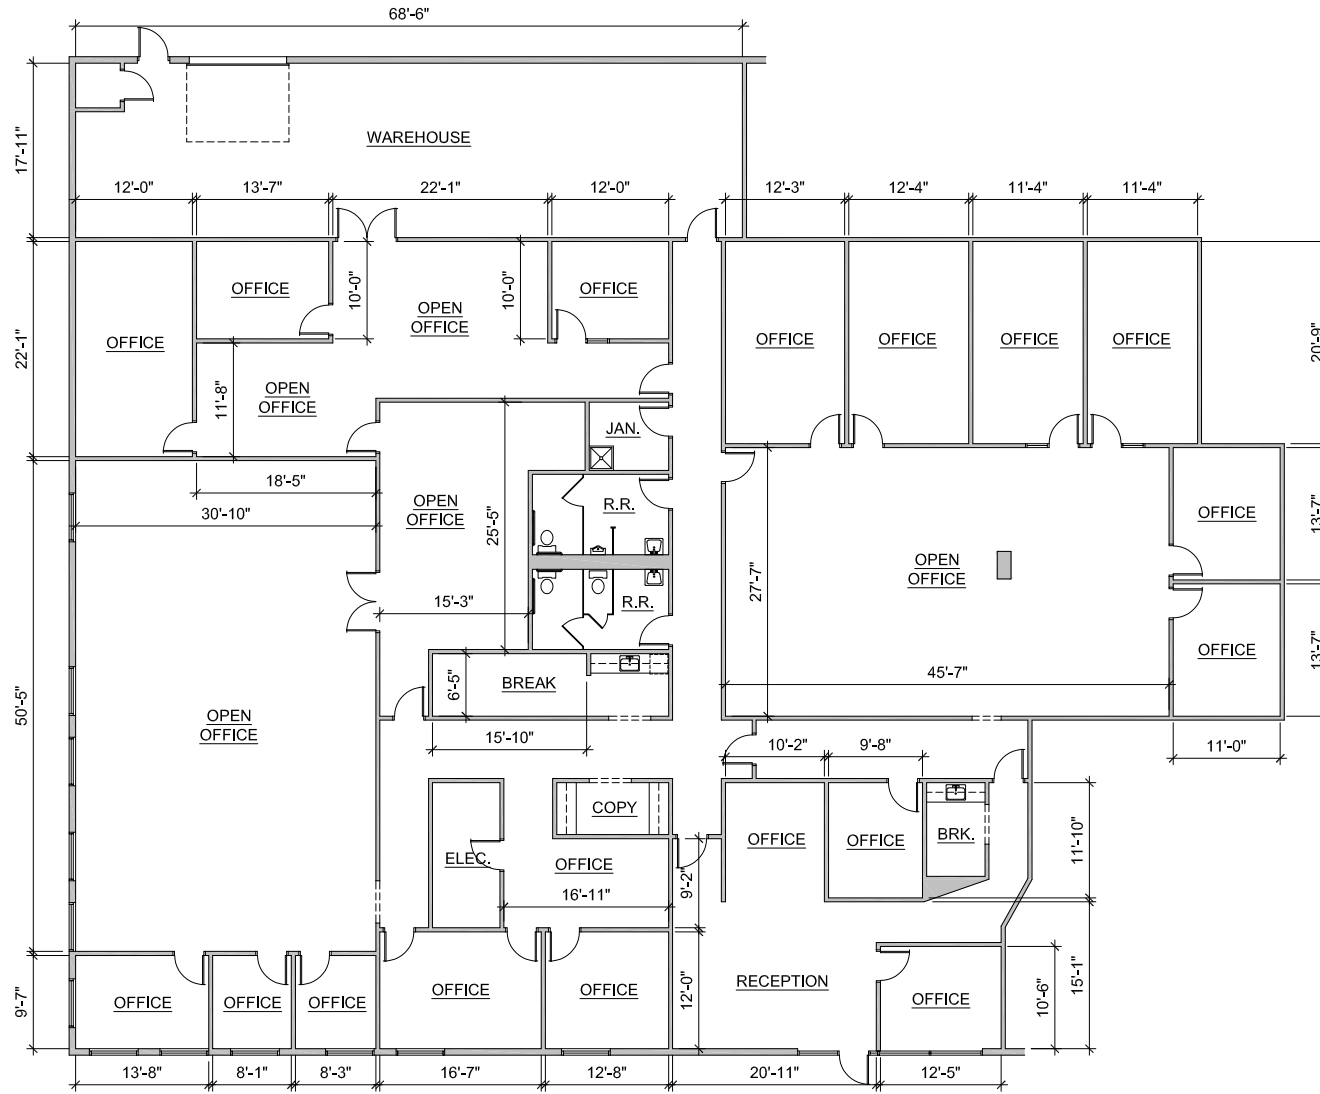 68'-6"
17'-11"
WAREHOUSE
12'-0"
13'-7"
22'-1"
12'-0"
12'-3"
12'-4"
11'-4"
11'-4"
22'-1"
OFFICE
OFFICE
10'-0"
OPEN
OFFICE
10'-0"
OFFICE
OFFICE
OFFICE
OFFICE
OFFICE
20'-9"
11'-8"
OPEN
OFFICE
JAN.
18'-5"
30'-10"
OPEN
OFFICE
25'-5"
R.R.
OFFICE
13'-7"
27'-7"
OPEN
OFFICE
15'-3"
R.R.
OFFICE
13'-7"
50'-5"
OPEN
OFFICE
6'-5"
BREAK
45'-7"
15'-10"
10'-2"
9'-8"
11'-0"
COPY
OFFICE
OFFICE
BRK.
11'-10"
ELEC.
OFFICE
9'-2"
16'-11"
9'-7"
OFFICE
OFFICE
OFFICE
OFFICE
OFFICE
12'-0"
RECEPTION
OFFICE
10'-6"
15'-1"
13'-8"
8'-1"
8'-3"
16'-7"
12'-8"
20'-11"
12'-5"